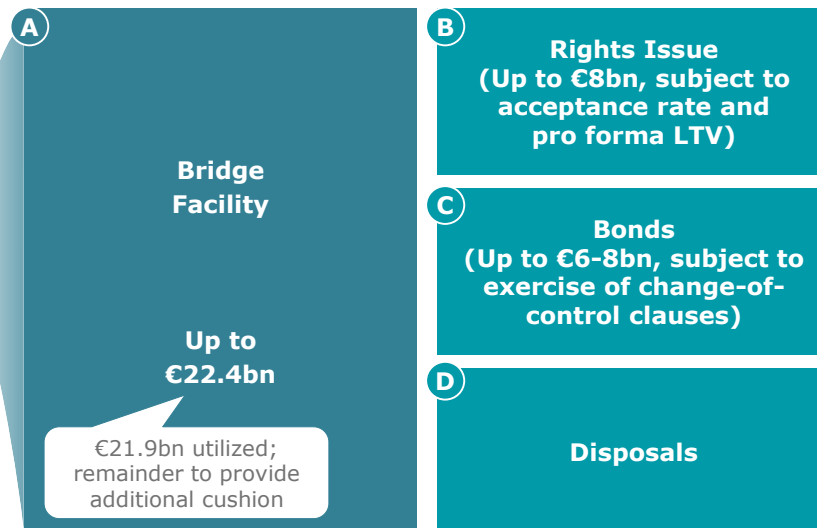 A
Bridge
Facility
Up to
€22.4bn
€21.9bn utilized;
remainder to provide
additional cushion
B
Rights Issue
(Up to €8bn, subject to
acceptance rate and
pro forma LTV)
C
Bonds
(Up to €6-8bn, subject to
exercise of change-of-
control clauses)
D
Disposals